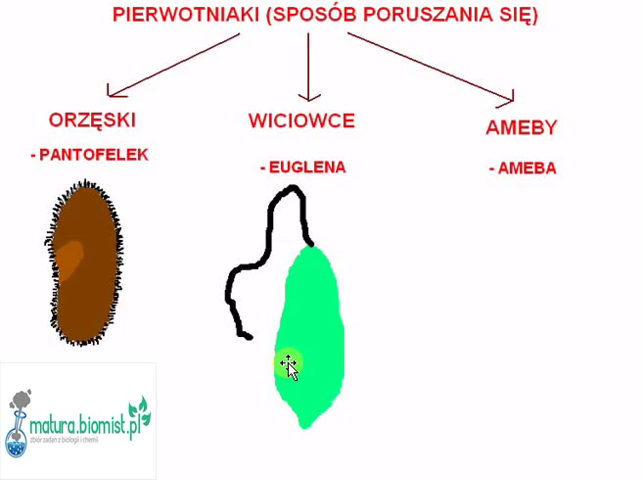 PIERWOTNIAKI (SPOSÓB PORUSZANIA SIĘ)
ORZĘSKI
WICIOWCE
AMEBY
- PANTOFELEK
- EUGLENA
- AMEBA
matura.biomist.pl
zbiór zadań z biologii i chemii